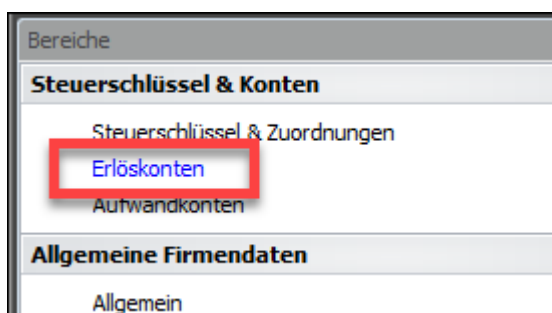 Bereiche
Steuerschlüssel & Konten
Steuerschlüssel & Zuordnungen
Erlöskonten
Aufwandkonten
Allgemeine Firmendaten
Allgemein